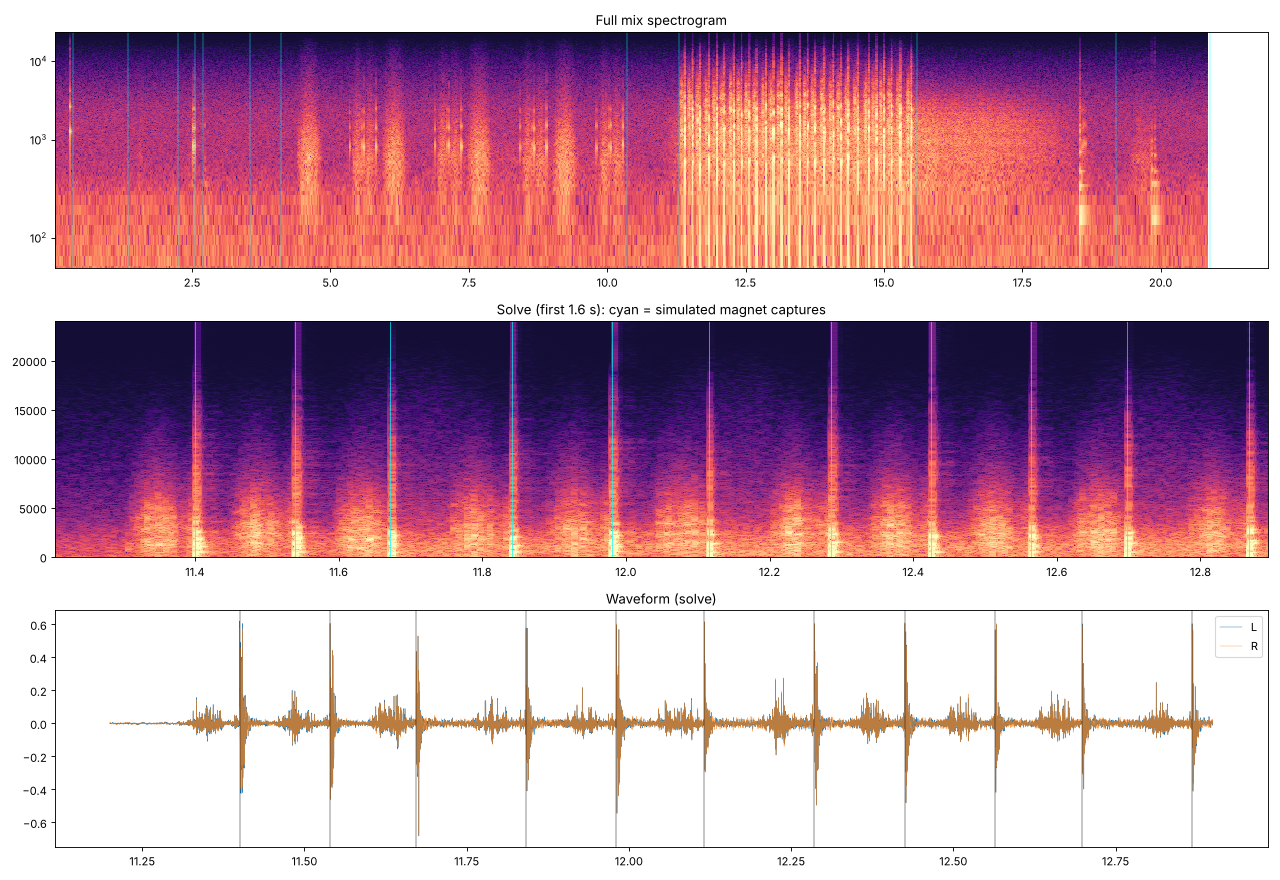 Full mix spectrogram
10⁴
10³
10²
2.5 5.0 7.5 10.0 12.5 15.0 17.5 20.0
Solve (first 1.6 s): cyan = simulated magnet captures
20000
15000
10000
5000
0
11.4 11.6 11.8 12.0 12.2 12.4 12.6 12.8
Waveform (solve)
0.6
0.4
0.2
0.0
−0.2
−0.4
−0.6
L
R
11.25 11.50 11.75 12.00 12.25 12.50 12.75